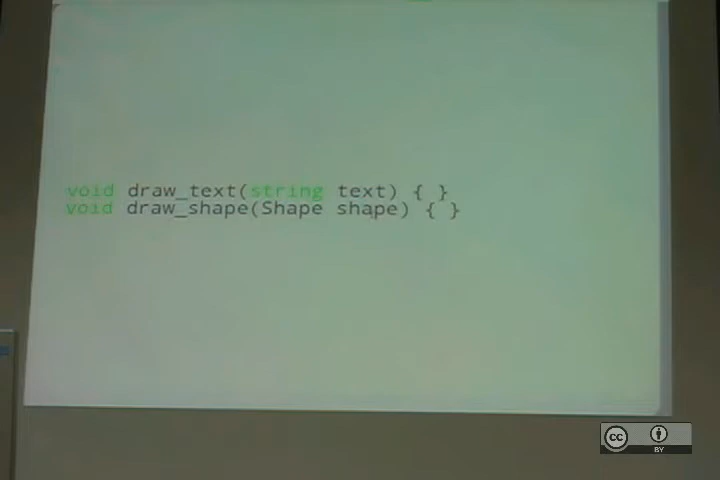 void draw_text(string text) { }
void draw_shape(Shape shape) { }
cc
BY